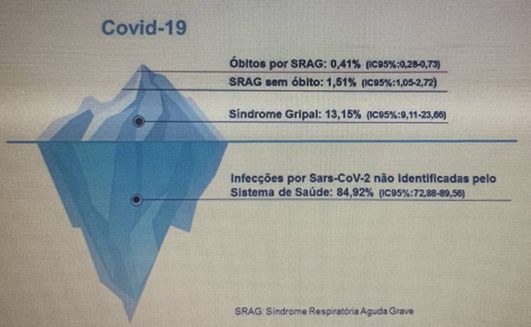 Covid-19
Óbitos por SRAG: 0,41% (IC95%:0,28-0,73)
SRAG sem óbito: 1,51% (IC95%:1,05-2,72)
Síndrome Gripal: 13,15% (IC95%:9,11-23,66)
Infecções por Sars-CoV-2 não identificadas pelo
Sistema de Saúde: 84,92% (IC95%:72,88-89,56)
SRAG: Síndrome Respiratória Aguda Grave